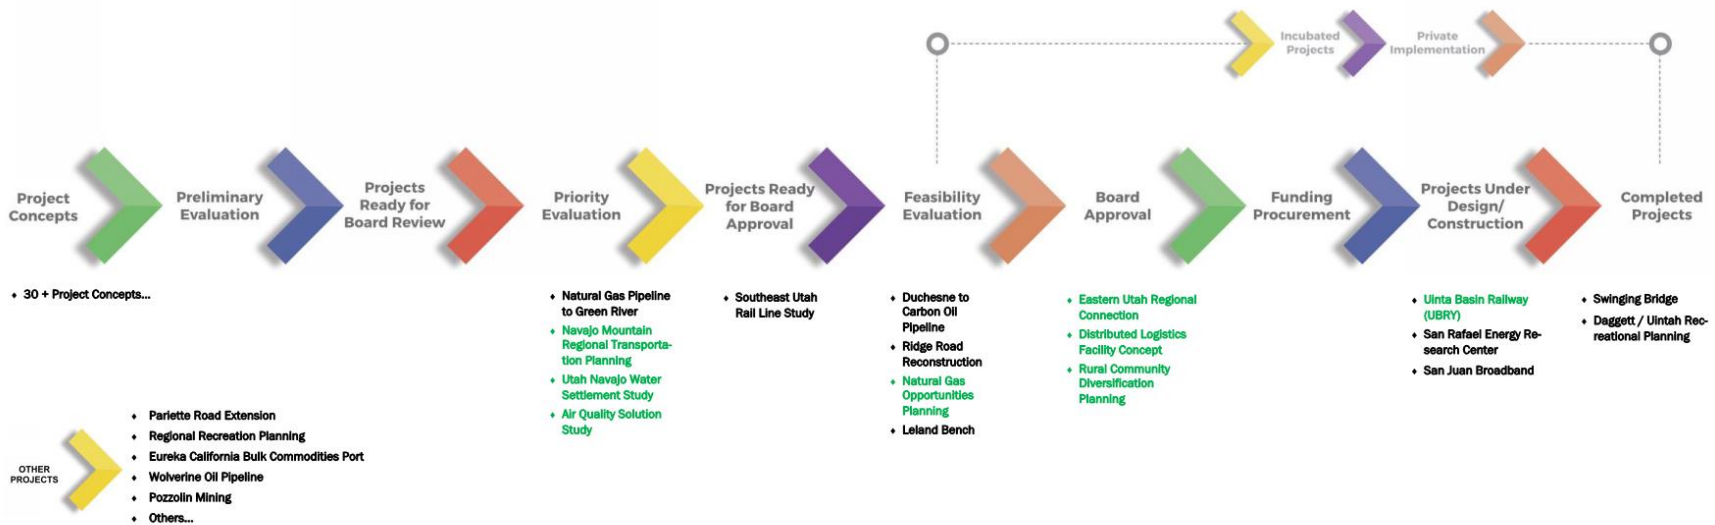 Incubated
Projects
Private
Implementation
Project
Concepts
Preliminary
Evaluation
Projects
Ready for
Board Review
Priority
Evaluation
Projects Ready
for Board
Approval
Feasibility
Evaluation
Board
Approval
Funding
Procurement
Projects Under
Design/
Construction
Completed
Projects
♦ 30 + Project Concepts...
♦ Natural Gas Pipeline
to Green River
♦ Navajo Mountain
Regional Transporta-
tion Planning
♦ Utah Navajo Water
Settlement Study
♦ Air Quality Solution
Study
♦ Southeast Utah
Rail Line Study
♦ Duchesne to
Carbon Oil
Pipeline
♦ Ridge Road
Reconstruction
♦ Natural Gas
Opportunities
Planning
♦ Leland Bench
♦ Eastern Utah Regional
Connection
♦ Distributed Logistics
Facility Concept
♦ Rural Community
Diversification
Planning
♦ Uinta Basin Railway
(UBRY)
♦ San Rafael Energy Re-
search Center
♦ San Juan Broadband
♦ Swinging Bridge
♦ Daggett / Uintah Rec-
reational Planning
OTHER
PROJECTS
♦ Pariette Road Extension
♦ Regional Recreation Planning
♦ Eureka California Bulk Commodities Port
♦ Wolverine Oil Pipeline
♦ Pozzolin Mining
♦ Others...